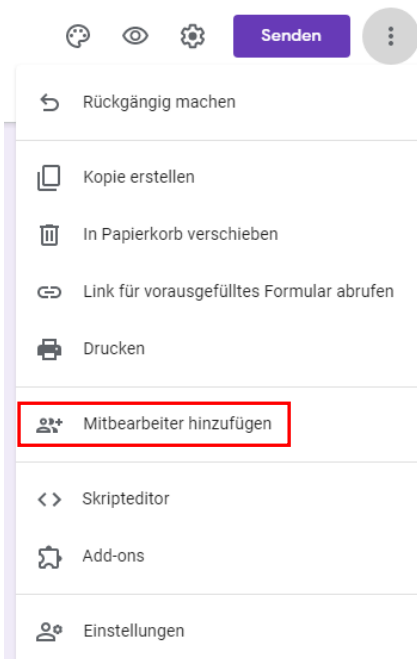 Senden
Rückgängig machen
Kopie erstellen
In Papierkorb verschieben
Link für vorausgefülltes Formular abrufen
Drucken
Mitbearbeiter hinzufügen
Skripteditor
Add-ons
Einstellungen